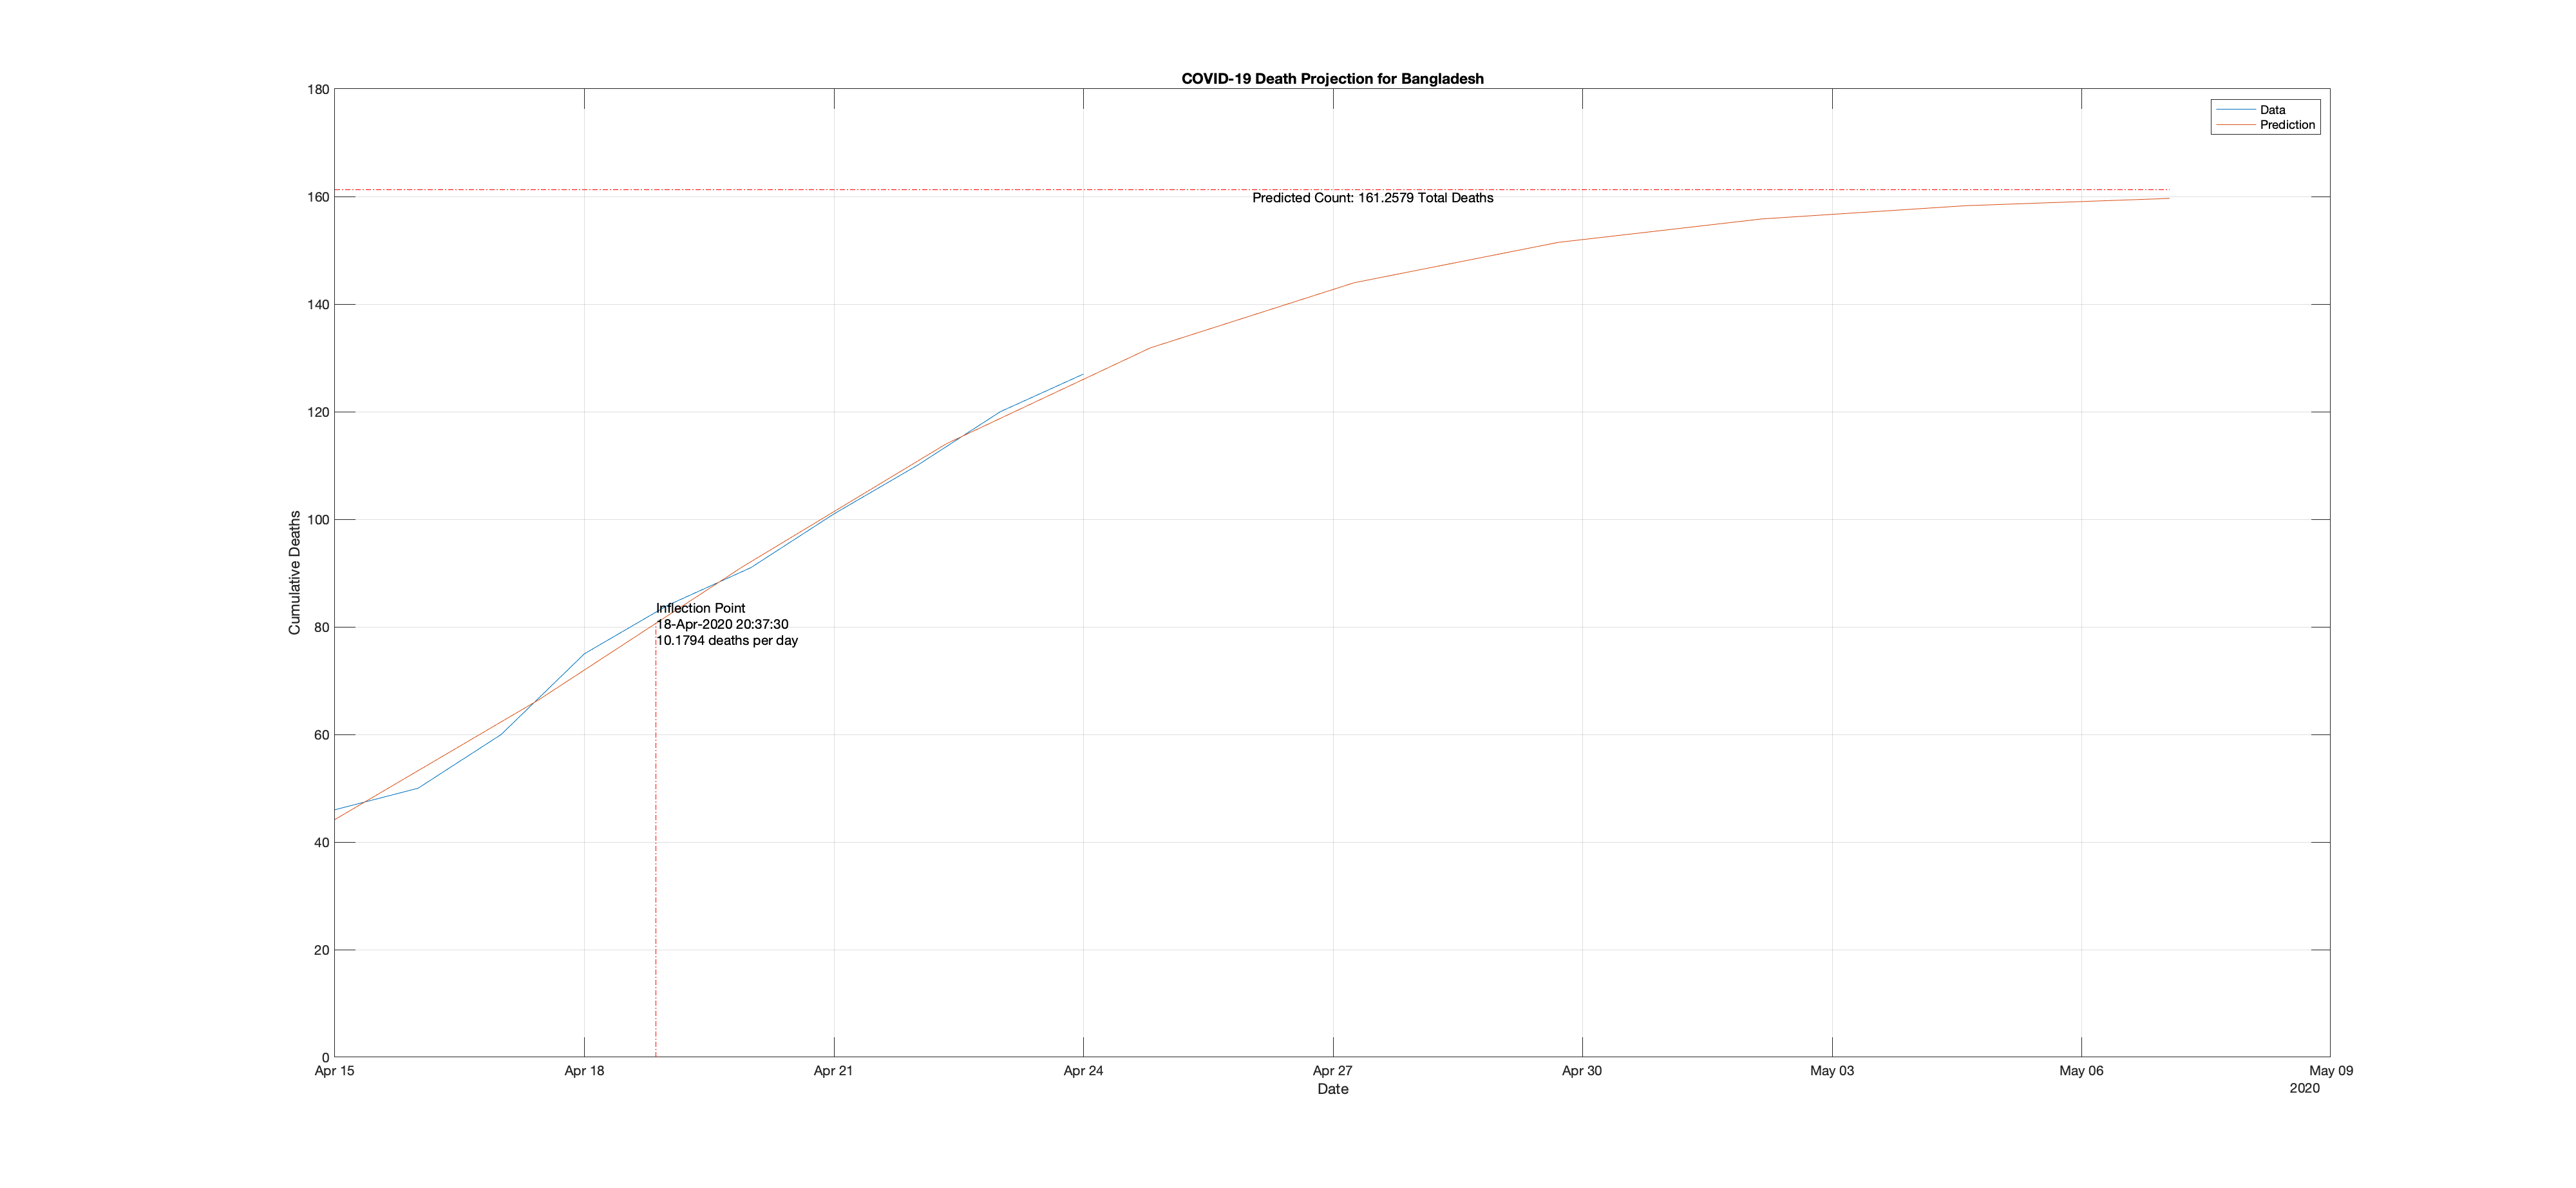 COVID-19 Death Projection for Bangladesh
180
160
140
120
100
80
60
40
20
0
Cumulative Deaths
Data
Prediction
Predicted Count: 161.2579 Total Deaths
Inflection Point
18-Apr-2020 20:37:30
10.1794 deaths per day
Apr 15
Apr 18
Apr 21
Apr 24
Apr 27
Apr 30
May 03
May 06
May 09
Date
2020